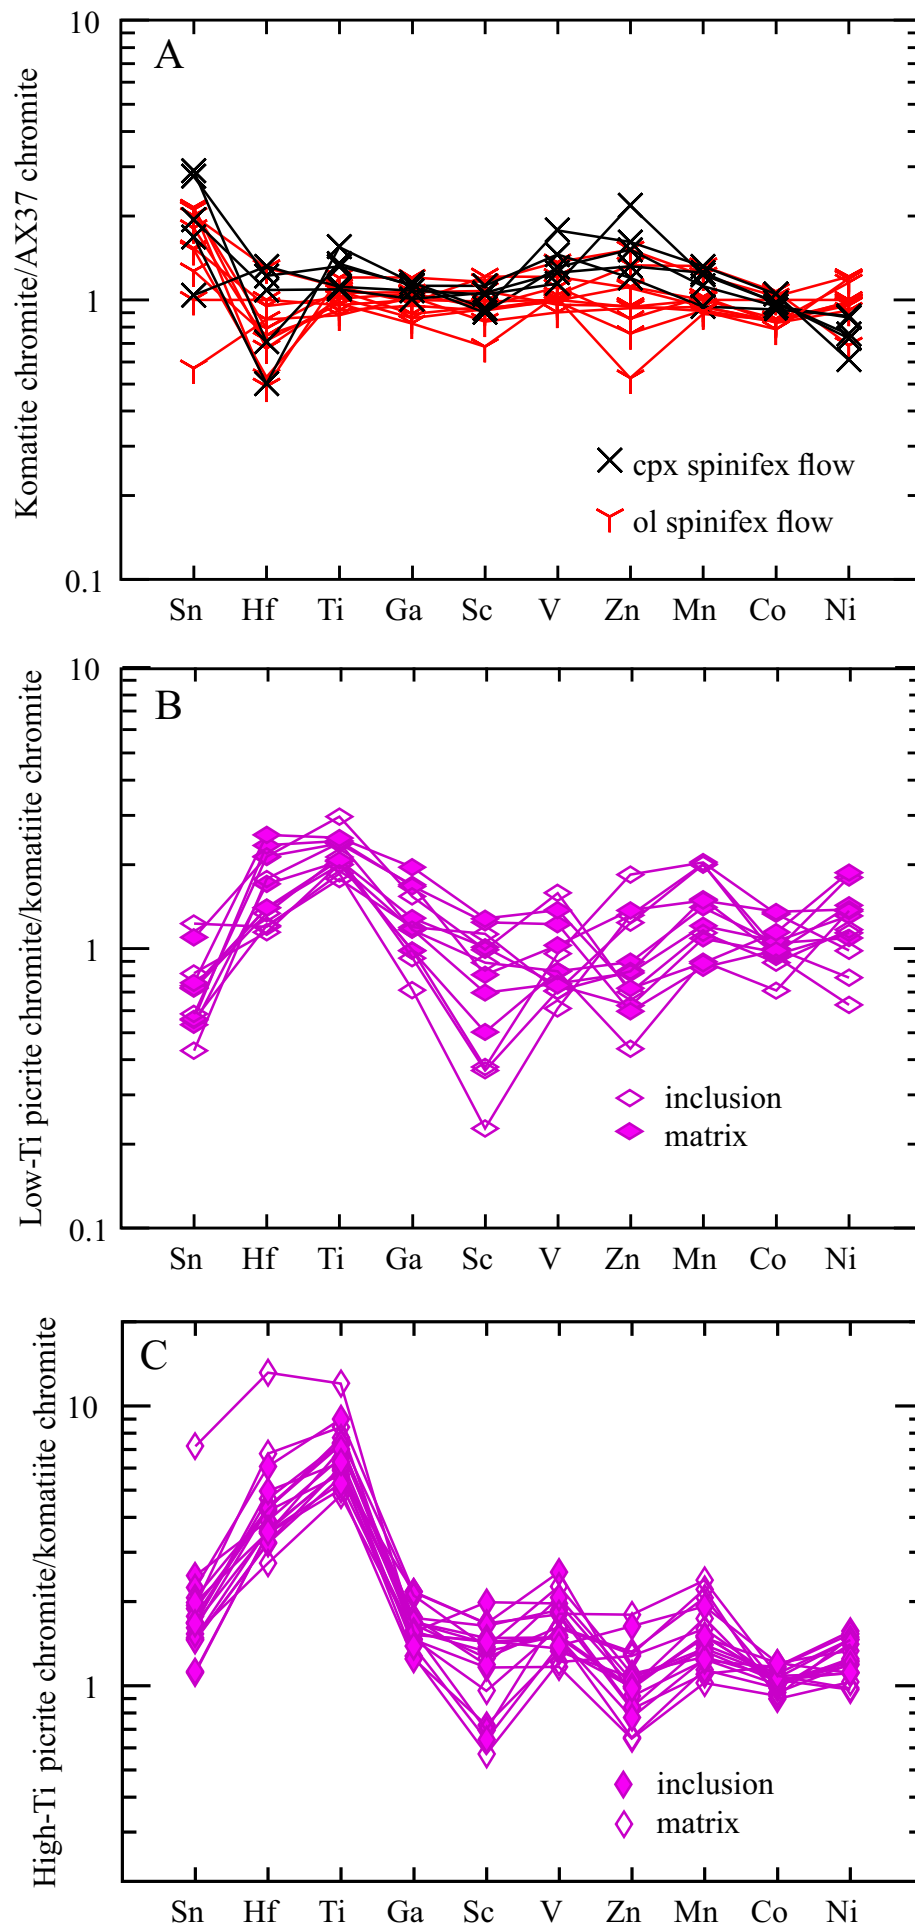 A
Komatite chromite/AX37 chromite
10
1
0.1
cpx spinifex flow
ol spinifex flow
Sn Hf Ti Ga Sc V Zn Mn Co Ni
B
Low-Ti picrite chromite/komatiite chromite
10
1
0.1
inclusion
matrix
Sn Hf Ti Ga Sc V Zn Mn Co Ni
C
High-Ti picrite chromite/komatiite chromite
10
1
inclusion
matrix
Sn Hf Ti Ga Sc V Zn Mn Co Ni